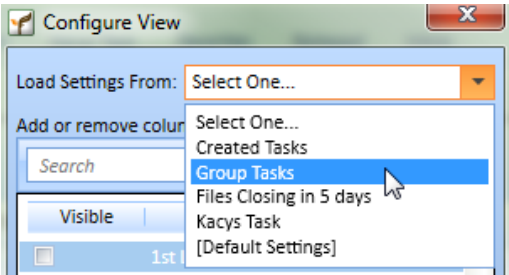 Configure View
x
Load Settings From: Select One...
Add or remove colu
Select One...
Created Tasks
Search
Group Tasks
Files Closing in 5 days
Visible
Kacys Task
1st
[Default Settings]